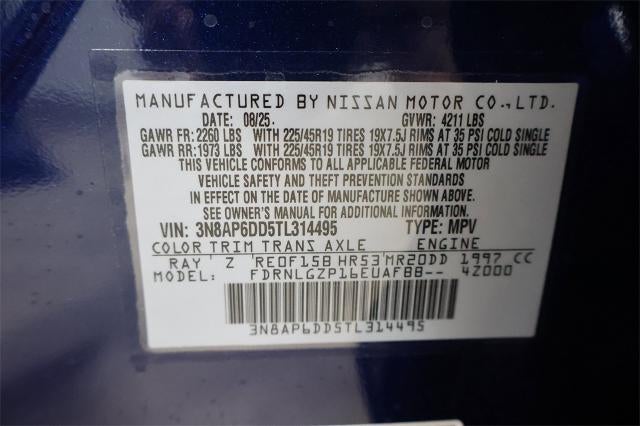 MANUFACTURED BY NISSAN MOTOR CO.,LTD.
DATE: 08/25. GVWR: 4211 LBS
GAWR FR: 2260 LBS WITH 225/45R19 TIRES 19X7.5J RIMS AT 35 PSI COLD SINGLE
GAWR RR: 1973 LBS WITH 225/45R19 TIRES 19X7.5J RIMS AT 35 PSI COLD SINGLE
THIS VEHICLE CONFORMS TO ALL APPLICABLE FEDERAL MOTOR
VEHICLE SAFETY AND THEFT PREVENTION STANDARDS
IN EFFECT ON THE DATE OF MANUFACTURE SHOWN ABOVE.
SEE OWNER'S MANUAL FOR ADDITIONAL INFORMATION.
VIN: 3N8AP6DD5TL314495 TYPE: MPV
COLOR TRIM TRANS AXLE ENGINE
RAY' Z 'RE0F15B HR53'MR20DD 1997 CC
MODEL: FDRNLGZP16EUAFBB-- 4Z000
3N8AP6DD5TL314495